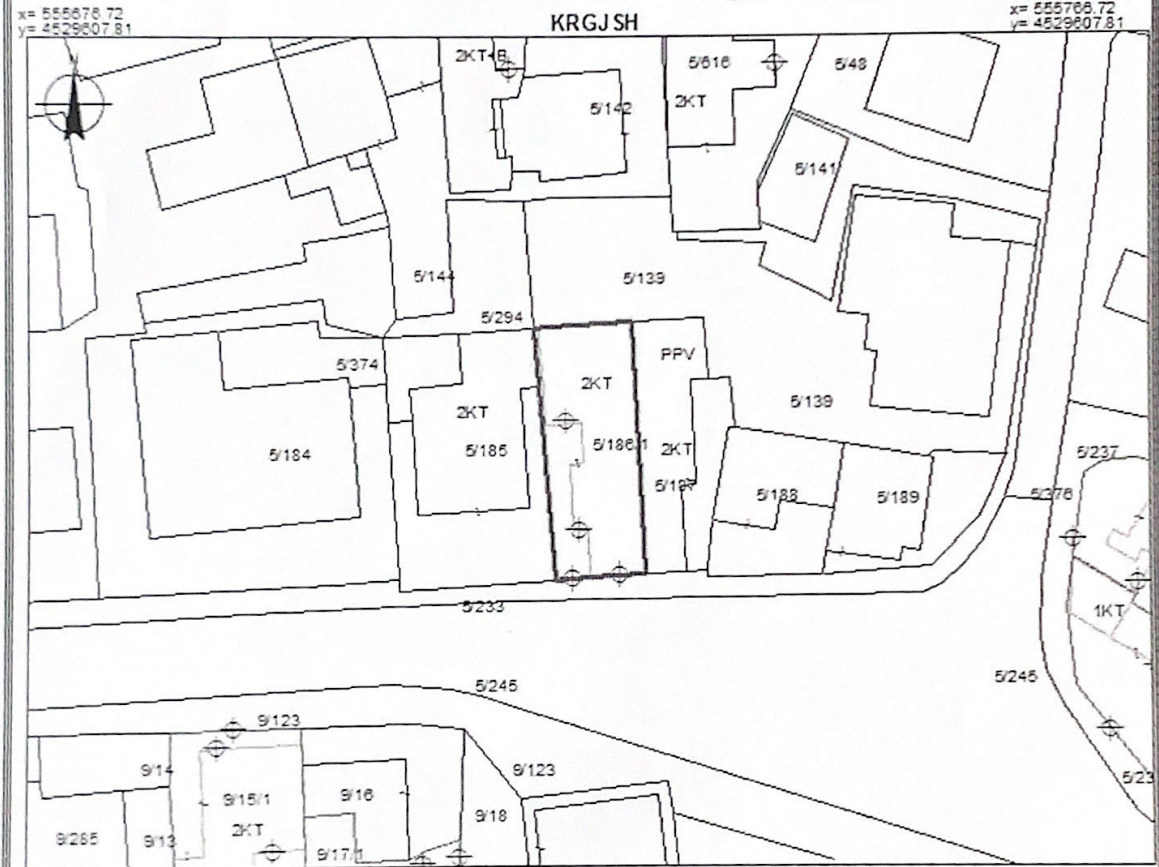 x= 555676.72
y= 4529607.81
KRGJSH
x= 555766.72
y= 4529607.81
2KT+B
5/142
5/616
2KT
5/48
5/141
5/144
5/139
5/294
5/374
PPV
2KT
2KT
5/139
5/184
5/185
5/186/1
2KT
5/187
5/188
5/189
5/237
5/376
5/233
1KT
5/245
5/246
9/123
9/14
9/123
9/15/1
9/16
2KT
9/18
9/285
9/13
9/17/1